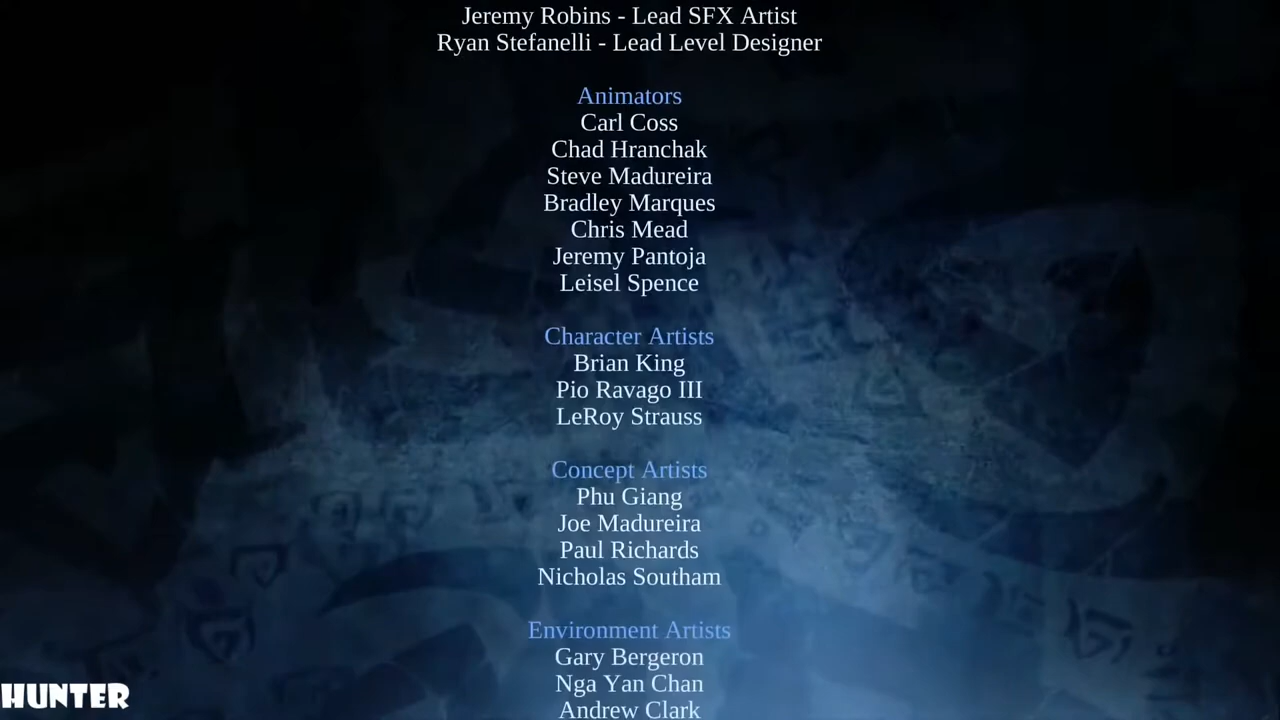 Jeremy Robins - Lead SFX Artist
Ryan Stefanelli - Lead Level Designer
Animators
Carl Coss
Chad Hranchak
Steve Madureira
Bradley Marques
Chris Mead
Jeremy Pantoja
Leisel Spence
Character Artists
Brian King
Pio Ravago III
LeRoy Strauss
Concept Artists
Phu Giang
Joe Madureira
Paul Richards
Nicholas Southam
Environment Artists
Gary Bergeron
Nga Yan Chan
Andrew Clark
HUNTER